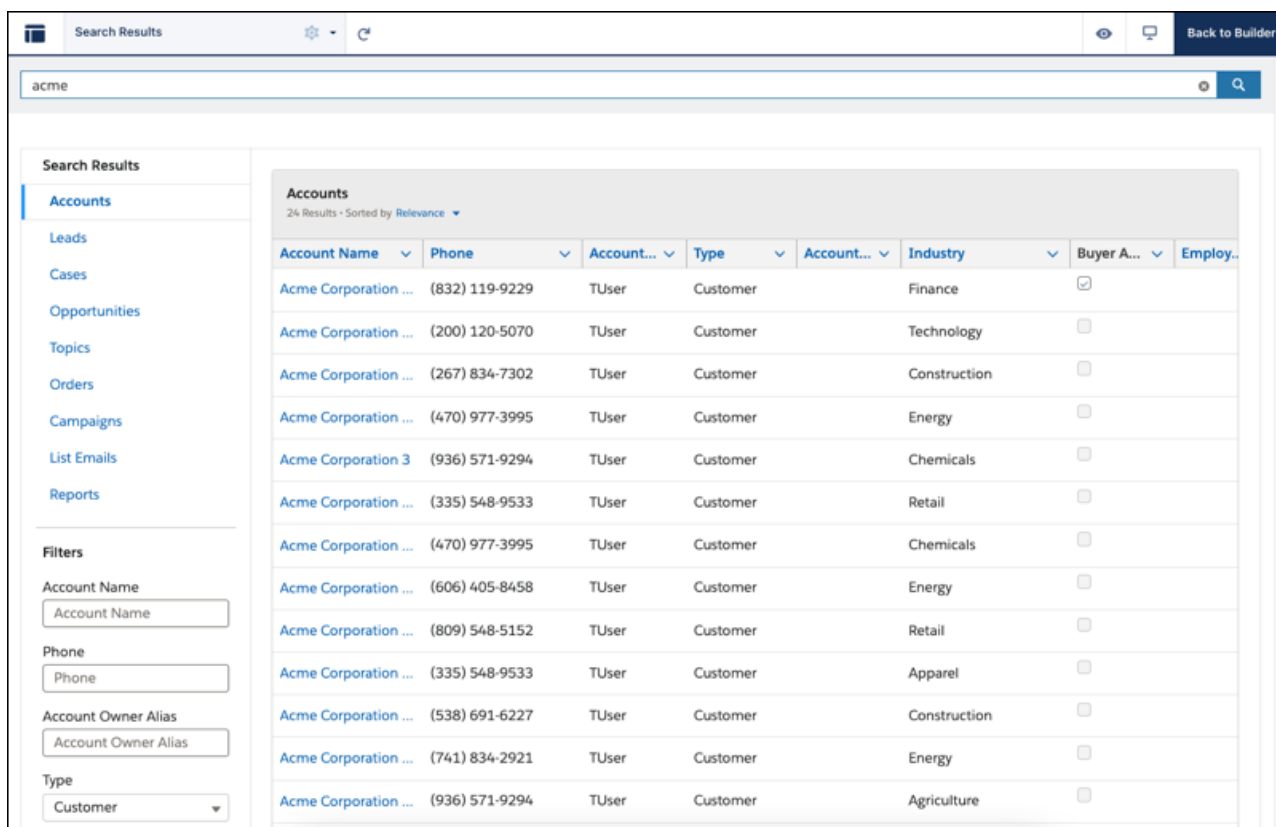 Search Results
Back to Builder
acme
Search Results
Accounts
Leads
Cases
Opportunities
Topics
Orders
Campaigns
List Emails
Reports
Filters
Account Name
Account Name
Phone
Phone
Account Owner Alias
Account Owner Alias
Type
Customer
Accounts
24 Results • Sorted by Relevance
Account Name Phone Account... Type Account... Industry Buyer A... Employ..
Acme Corporation ... (832) 119-9229 TUser Customer Finance
Acme Corporation ... (200) 120-5070 TUser Customer Technology
Acme Corporation ... (267) 834-7302 TUser Customer Construction
Acme Corporation ... (470) 977-3995 TUser Customer Energy
Acme Corporation 3 (936) 571-9294 TUser Customer Chemicals
Acme Corporation ... (335) 548-9533 TUser Customer Retail
Acme Corporation ... (470) 977-3995 TUser Customer Chemicals
Acme Corporation ... (606) 405-8458 TUser Customer Energy
Acme Corporation ... (809) 548-5152 TUser Customer Retail
Acme Corporation ... (335) 548-9533 TUser Customer Apparel
Acme Corporation ... (538) 691-6227 TUser Customer Construction
Acme Corporation ... (741) 834-2921 TUser Customer Energy
Acme Corporation ... (936) 571-9294 TUser Customer Agriculture